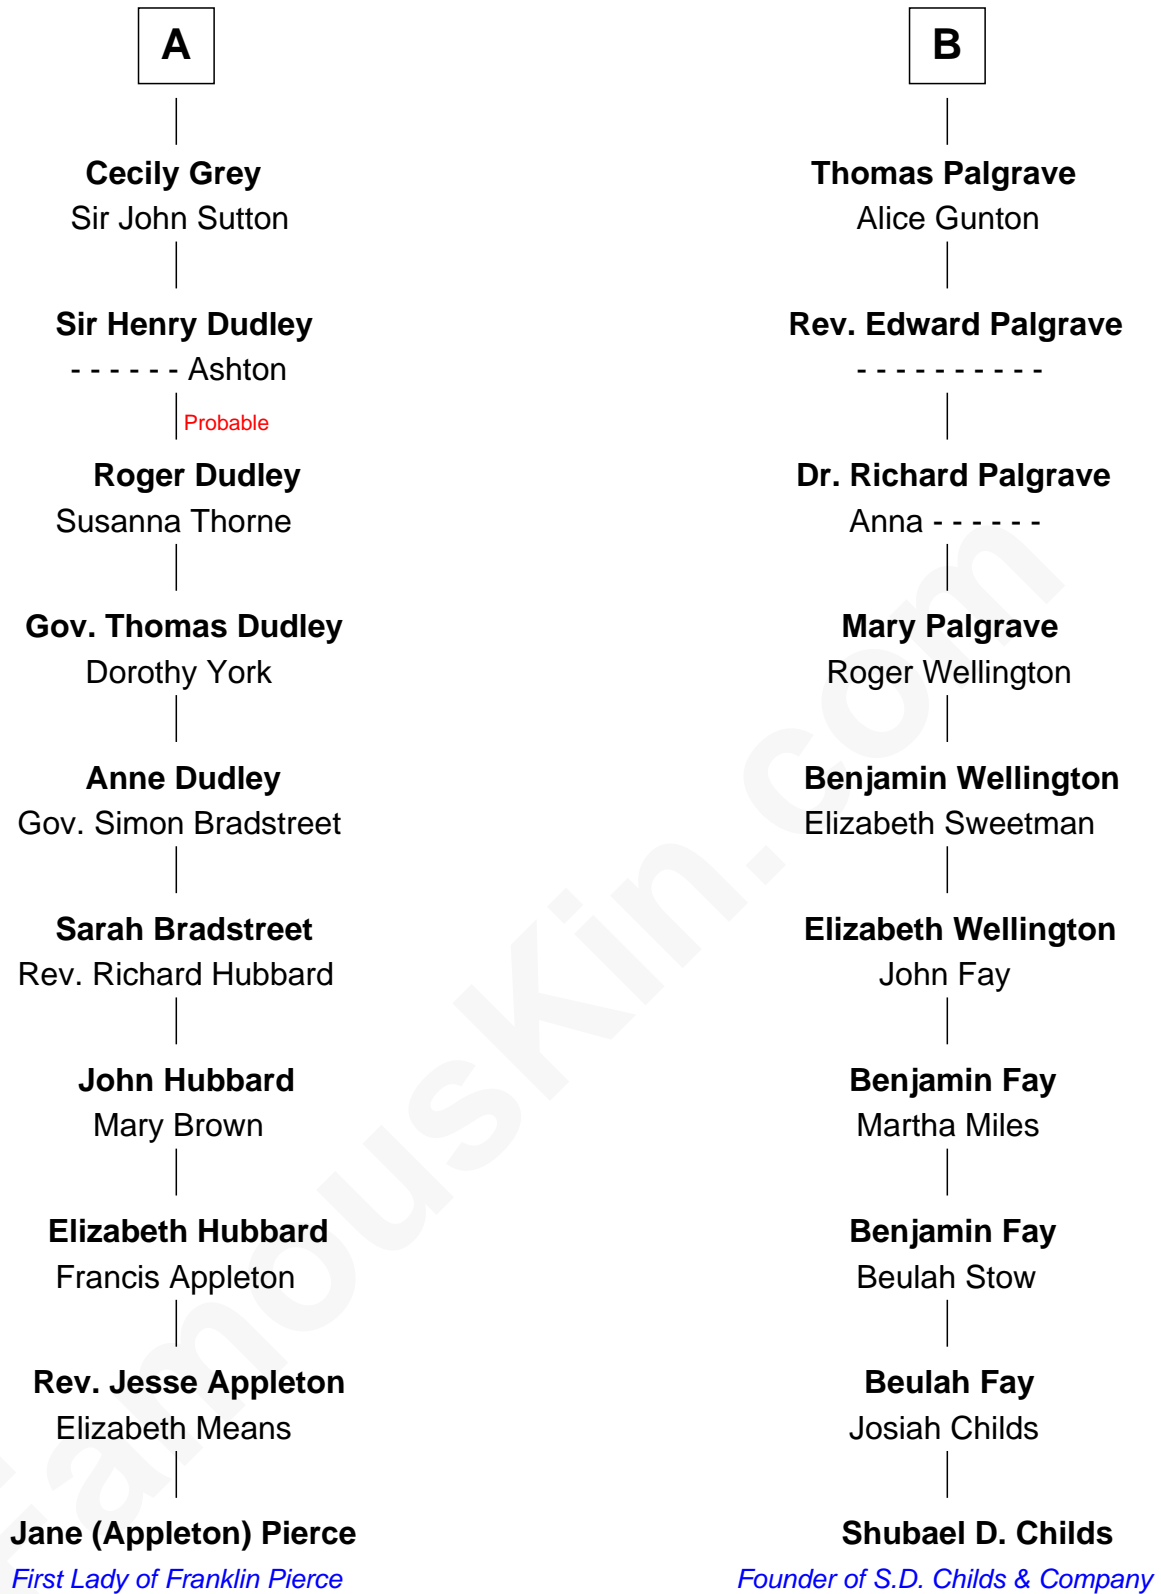 A
Cecily Grey
Sir John Sutton
Sir Henry Dudley
- - - - - - Ashton
Probable
Roger Dudley
Susanna Thorne
Gov. Thomas Dudley
Dorothy York
Anne Dudley
Gov. Simon Bradstreet
Sarah Bradstreet
Rev. Richard Hubbard
John Hubbard
Mary Brown
Elizabeth Hubbard
Francis Appleton
Rev. Jesse Appleton
Elizabeth Means
Jane (Appleton) Pierce
First Lady of Franklin Pierce
B
Thomas Palgrave
Alice Gunton
Rev. Edward Palgrave
- - - - - - - - - -
Dr. Richard Palgrave
Anna - - - - - -
Mary Palgrave
Roger Wellington
Benjamin Wellington
Elizabeth Sweetman
Elizabeth Wellington
John Fay
Benjamin Fay
Martha Miles
Benjamin Fay
Beulah Stow
Beulah Fay
Josiah Childs
Shubael D. Childs
Founder of S.D. Childs & Company
FamousKin.com